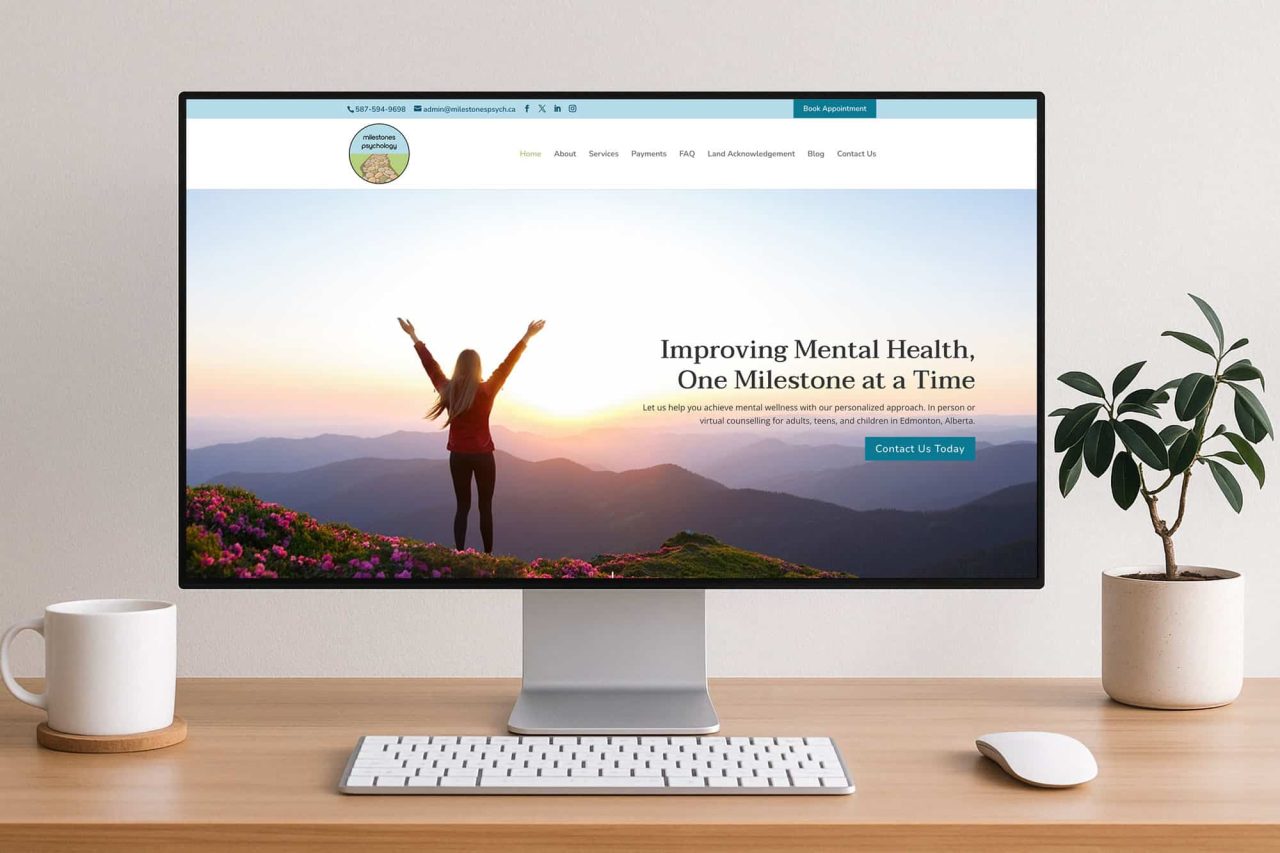 587-594-9698 admin@milestonespsych.ca
Book Appointment
milestones
psychology
Home About Services Payments FAQ Land Acknowledgement Blog Contact Us
Improving Mental Health,
One Milestone at a Time
Let us help you achieve mental wellness with our personalized approach. In person or
virtual counselling for adults, teens, and children in Edmonton, Alberta.
Contact Us Today